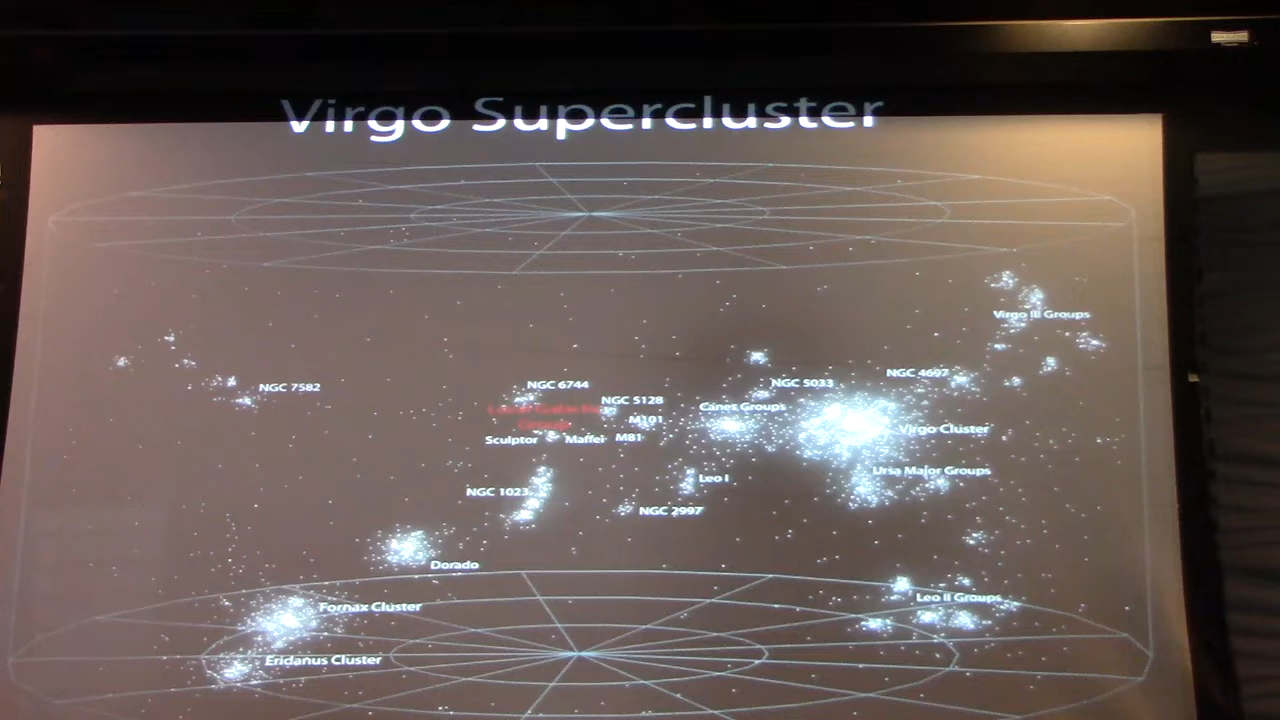 Virgo Supercluster
Virgo III Groups
NGC 7582
NGC 6744
NGC 5033
NGC 4697
NGC 5128
Canes Groups
M101
Virgo Cluster
Sculptor
Maffei
M81
Ursa Major Groups
Leo I
NGC 1023
NGC 2997
Dorado
Leo II Groups
Fornax Cluster
Eridanus Cluster